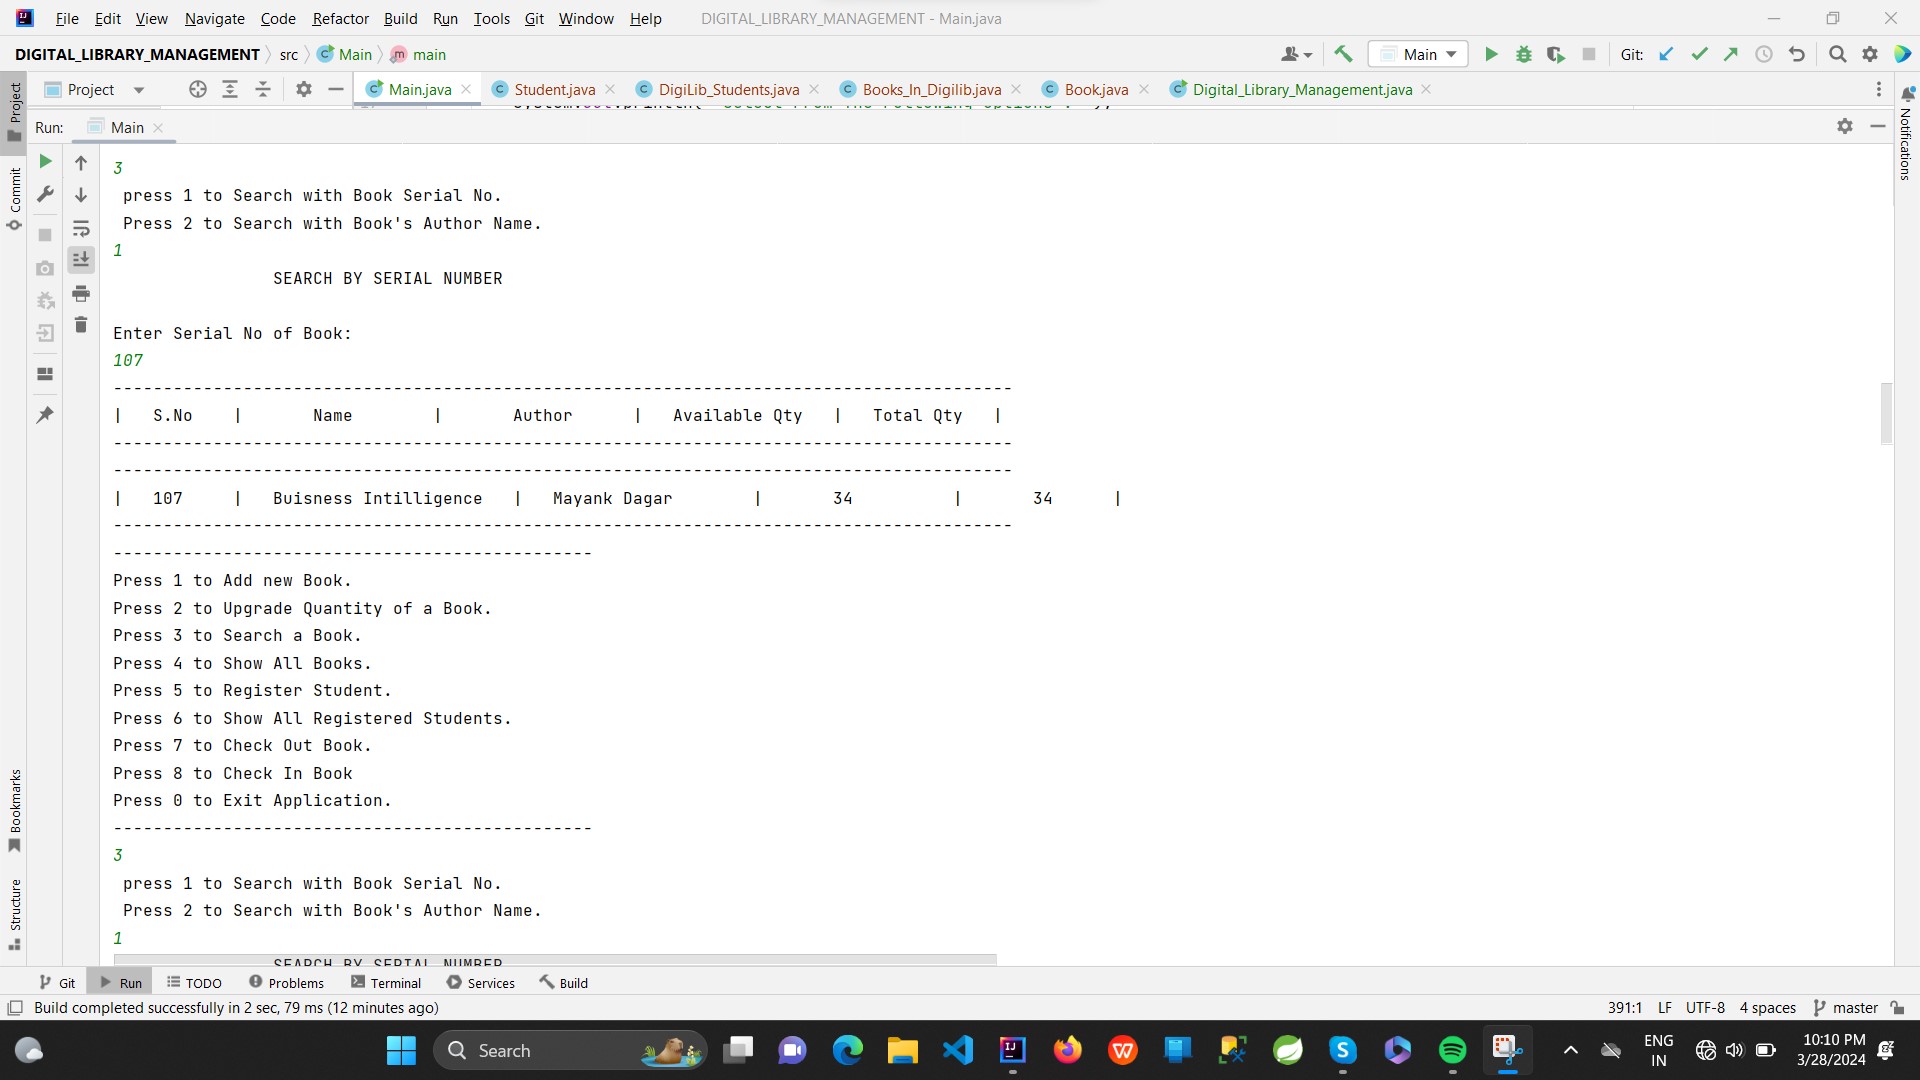 File Edit View Navigate Code Refactor Build Run Tools Git Window Help DIGITAL_LIBRARY_MANAGEMENT - Main.java
DIGITAL_LIBRARY_MANAGEMENT src Main main Main Git:
Project Main.java Student.java DigiLib_Students.java Books_In_Digilib.java Book.java Digital_Library_Management.java
Run: Main
Project
Commit
Bookmarks
Structure
Notifications
3
press 1 to Search with Book Serial No.
Press 2 to Search with Book's Author Name.
1
SEARCH BY SERIAL NUMBER
Enter Serial No of Book:
107
------------------------------------------------------------------------------------------
| S.No | Name | Author | Available Qty | Total Qty |
------------------------------------------------------------------------------------------
------------------------------------------------------------------------------------------
| 107 | Buisness Intilligence | Mayank Dagar | 34 | 34 |
------------------------------------------------------------------------------------------
------------------------------------------------
Press 1 to Add new Book.
Press 2 to Upgrade Quantity of a Book.
Press 3 to Search a Book.
Press 4 to Show All Books.
Press 5 to Register Student.
Press 6 to Show All Registered Students.
Press 7 to Check Out Book.
Press 8 to Check In Book
Press 0 to Exit Application.
------------------------------------------------
3
press 1 to Search with Book Serial No.
Press 2 to Search with Book's Author Name.
1
SEARCH BY SERIAL NUMBER
Git Run TODO Problems Terminal Services Build
Build completed successfully in 2 sec, 79 ms (12 minutes ago) 391:1 LF UTF-8 4 spaces master
Search ENG 10:10 PM
IN 3/28/2024